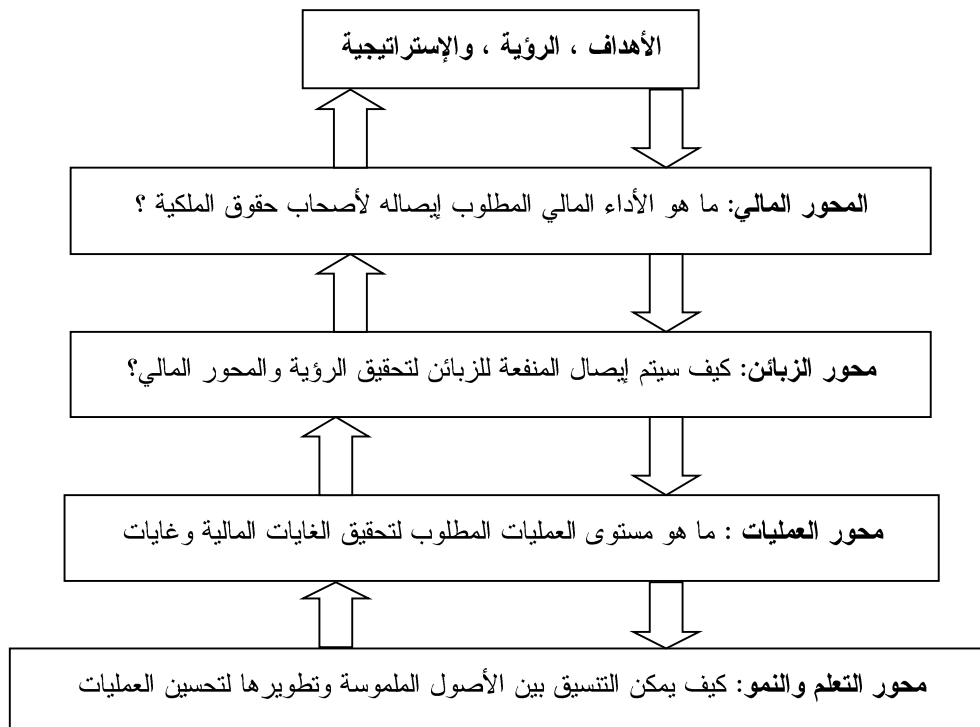 الأهداف ، الرؤية ، والإستراتيجية
المحور المالي: ما هو الأداء المالي المطلوب إيصاله لأصحاب حقوق الملكية ؟
محور الزبائن: كيف سيتم إيصال المنفعة للزبائن لتحقيق الرؤية والمحور المالي؟
محور العمليات : ما هو مستوى العمليات المطلوب لتحقيق الغايات المالية وغايات
محور التعلم والنمو: كيف يمكن التنسيق بين الأصول الملموسة وتطويرها لتحسين العمليات